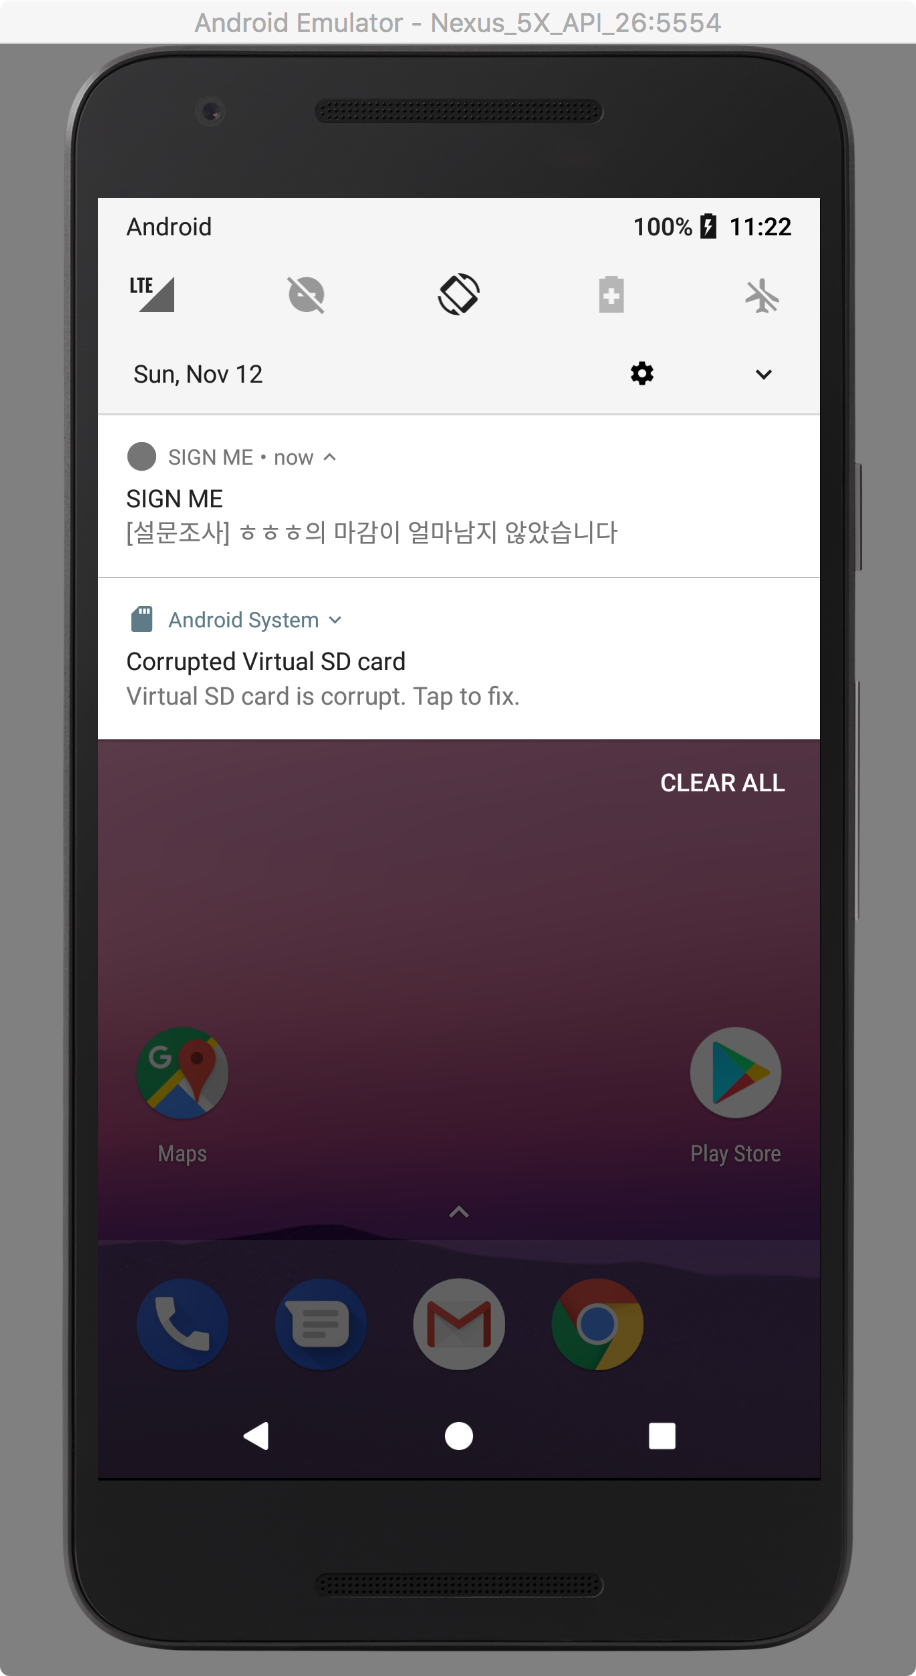 Android Emulator - Nexus_5X_API_26:5554
Android 100% 11:22
LTE
Sun, Nov 12
SIGN ME • now
SIGN ME
[설문조사] ㅎㅎㅎ의 마감이 얼마남지 않았습니다
Android System
Corrupted Virtual SD card
Virtual SD card is corrupt. Tap to fix.
CLEAR ALL
G
Maps Play Store